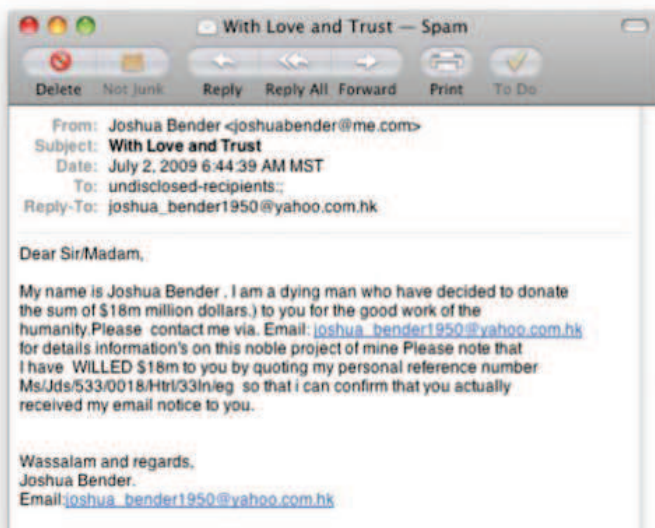 With Love and Trust — Spam
Delete Not Junk Reply Reply All Forward Print To Do
From: Joshua Bender <joshuabender@me.com>
Subject: With Love and Trust
Date: July 2, 2009 6:44:39 AM MST
To: undisclosed-recipients:;
Reply-To: joshua_bender1950@yahoo.com.hk
Dear Sir/Madam,
My name is Joshua Bender . I am a dying man who have decided to donate
the sum of $18m million dollars.) to you for the good work of the
humanity.Please contact me via. Email: joshua_bender1950@yahoo.com.hk
for details information's on this noble project of mine Please note that
I have WILLED $18m to you by quoting my personal reference number
Ms/Jds/533/0018/Htrl/33In/eg so that i can confirm that you actually
received my email notice to you.
Wassalam and regards,
Joshua Bender.
Email:joshua_bender1950@yahoo.com.hk